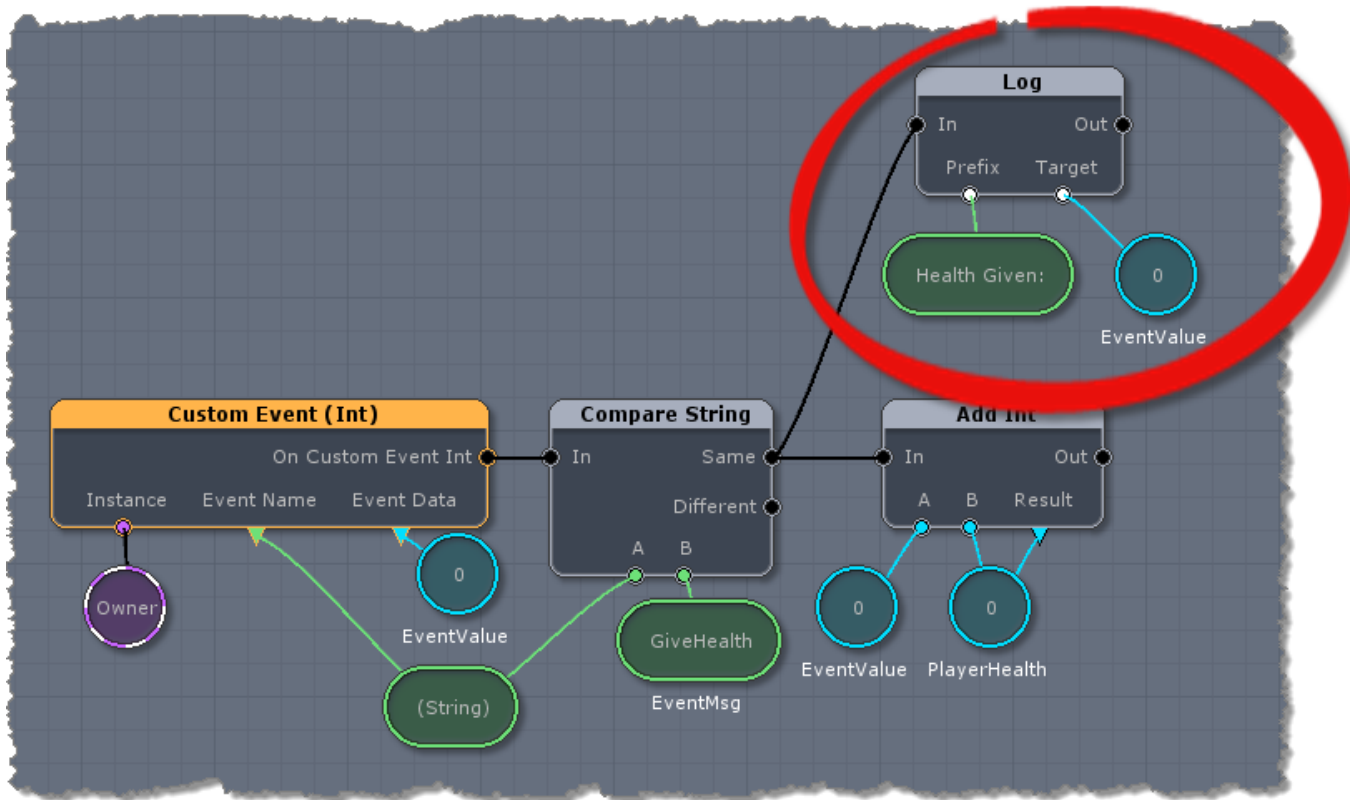 Log
In Out
Prefix Target
Health Given:
0
EventValue
Custom Event (Int)
On Custom Event Int
Instance Event Name Event Data
Owner
0
EventValue
(String)
Compare String
In Same
Different
A B
GiveHealth
EventMsg
Add Int
In Out
A B Result
0 0
EventValue PlayerHealth